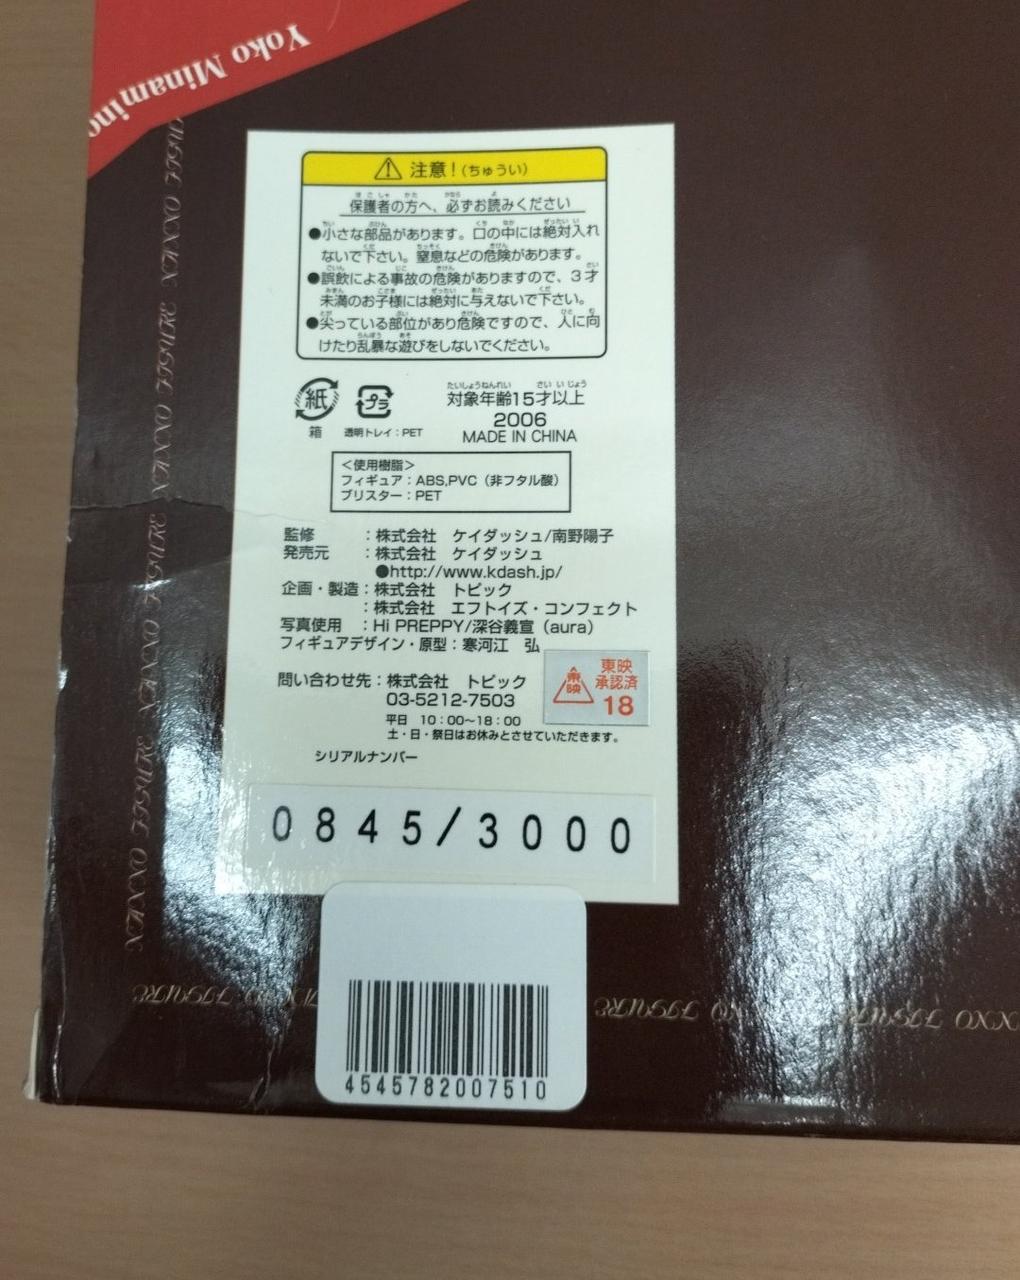 Yoko Minamino
注意!(ちゅうい)
保護者の方へ、必ずお読みください
●小さな部品があります。口の中には絶対入れ
ないで下さい。窒息などの危険があります。
●誤飲による事故の危険がありますので、3才
未満のお子様には絶対に与えないで下さい。
●尖っている部位があり危険ですので、人に向
けたり乱暴な遊びをしないでください。
紙
箱
プラ
透明トレイ:PET
対象年齢15才以上
2006
MADE IN CHINA
<使用樹脂>
フィギュア:ABS,PVC(非フタル酸)
ブリスター:PET
監修 :株式会社 ケイダッシュ/南野陽子
発売元 :株式会社 ケイダッシュ
●http://www.kdash.jp/
企画・製造:株式会社 トピック
:株式会社 エフトイズ・コンフェクト
写真使用 :Hi PREPPY/深谷義宣(aura)
フィギュアデザイン・原型:寒河江 弘
東映
東映
承認済
18
問い合わせ先:株式会社 トピック
03-5212-7503
平日 10:00~18:00
土・日・祭日はお休みとさせていただきます。
シリアルナンバー
0845/3000
4545782007510
NANNO FIGURE NANNO FIGURE NANNO FIGURE NANNO FIGURE